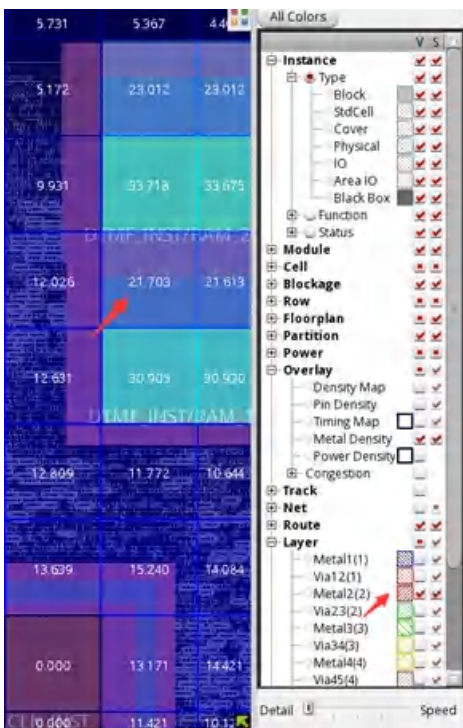 5.731 5.367
5.172 23.012 23.012
9.931 33.718 33.675
12.026 21.703 21.613
12.631 30.905
12.809 11.772 10.644
13.639 15.240 14.084
0.000 13.171 14.421
11.421
All Colors
V S
Instance
Type
Block
StdCell
Cover
Physical
IO
Area IO
Black Box
Function
Status
Module
Cell
Blockage
Row
Floorplan
Partition
Power
Overlay
Density Map
Pin Density
Timing Map
Metal Density
Power Density
Congestion
Track
Net
Route
Layer
Metal1(1)
Via12(1)
Metal2(2)
Via23(2)
Metal3(3)
Via34(3)
Metal4(4)
Via45(4)
Detail Speed